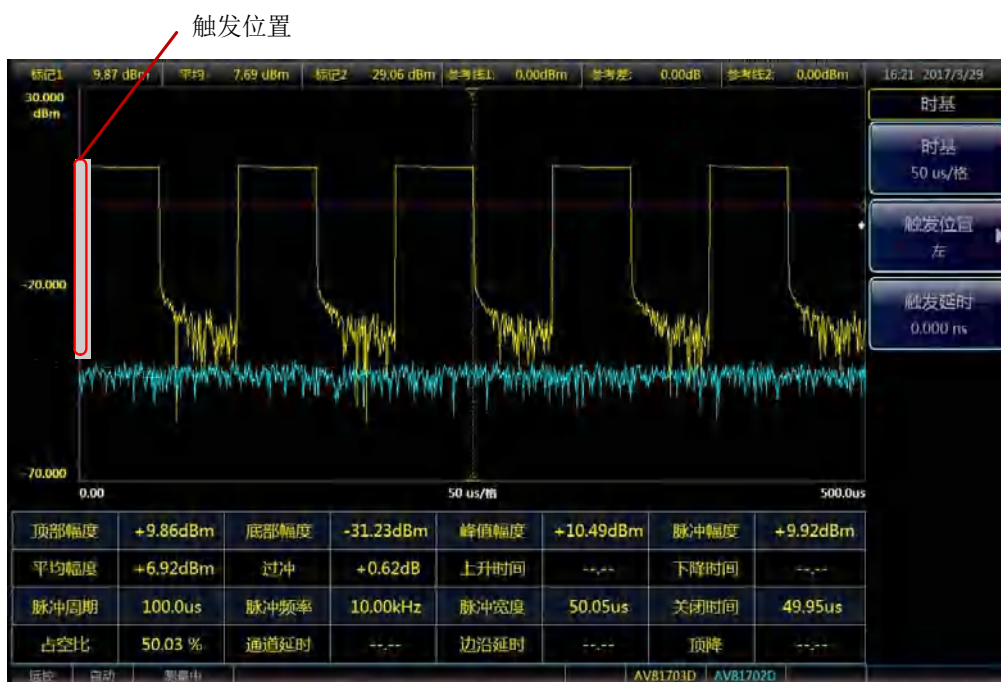 触发位置
标记1 9.87 dBm 平均 7.69 dBm 标记2 29.06 dBm 参考线1: 0.00dBm 参考差: 0.00dB 参考线2: 0.00dBm 16:21 2017/3/29
30.000
dBm
时基
时基
50 us/格
触发位置
左
-20.000
触发延时
0.000 ns
-70.000
0.00 50 us/格 500.0us
顶部幅度 +9.86dBm 底部幅度 -31.23dBm 峰值幅度 +10.49dBm 脉冲幅度 +9.92dBm
平均幅度 +6.92dBm 过冲 +0.62dB 上升时间 --.-- 下降时间 --.--
脉冲周期 100.0us 脉冲频率 10.00kHz 脉冲宽度 50.05us 关闭时间 49.95us
占空比 50.03 % 通道延时 --.-- 边沿延时 --.-- 顶降 --.--
自动 测量中 AV81703D AV81702D